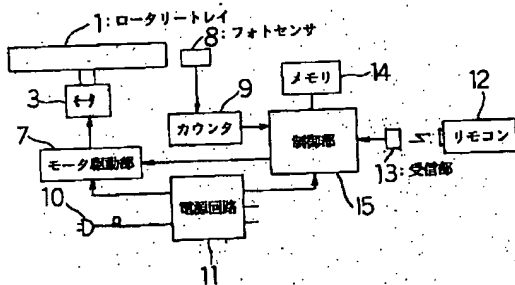 1:ロータリートレイ
8:フォトセンサ
3
9
カウンタ
メモリ
14
12
リモコン
制御部
13:受信部
7
モータ駆動部
15
10
電源回路
11